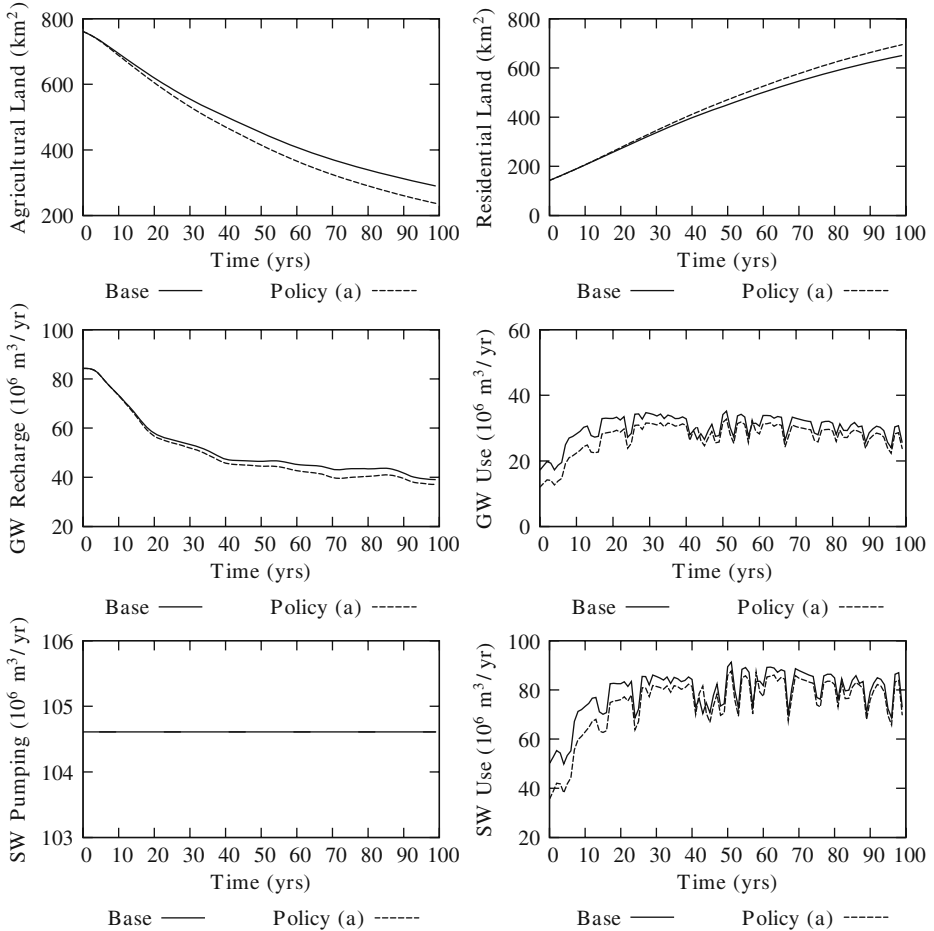 Agricultural Land (km²)
800
600
400
200
0 10 20 30 40 50 60 70 80 90 100
Time (yrs)
Base Policy (a)
Residential Land (km²)
800
600
400
200
0
0 10 20 30 40 50 60 70 80 90 100
Time (yrs)
Base Policy (a)
GW Recharge (10⁶ m³/yr)
100
80
60
40
20
0 10 20 30 40 50 60 70 80 90 100
Time (yrs)
Base Policy (a)
GW Use (10⁶ m³/yr)
60
40
20
0
0 10 20 30 40 50 60 70 80 90 100
Time (yrs)
Base Policy (a)
SW Pumping (10⁶ m³/yr)
106
105
104
103
0 10 20 30 40 50 60 70 80 90 100
Time (yrs)
Base Policy (a)
SW Use (10⁶ m³/yr)
100
80
60
40
20
0 10 20 30 40 50 60 70 80 90 100
Time (yrs)
Base Policy (a)